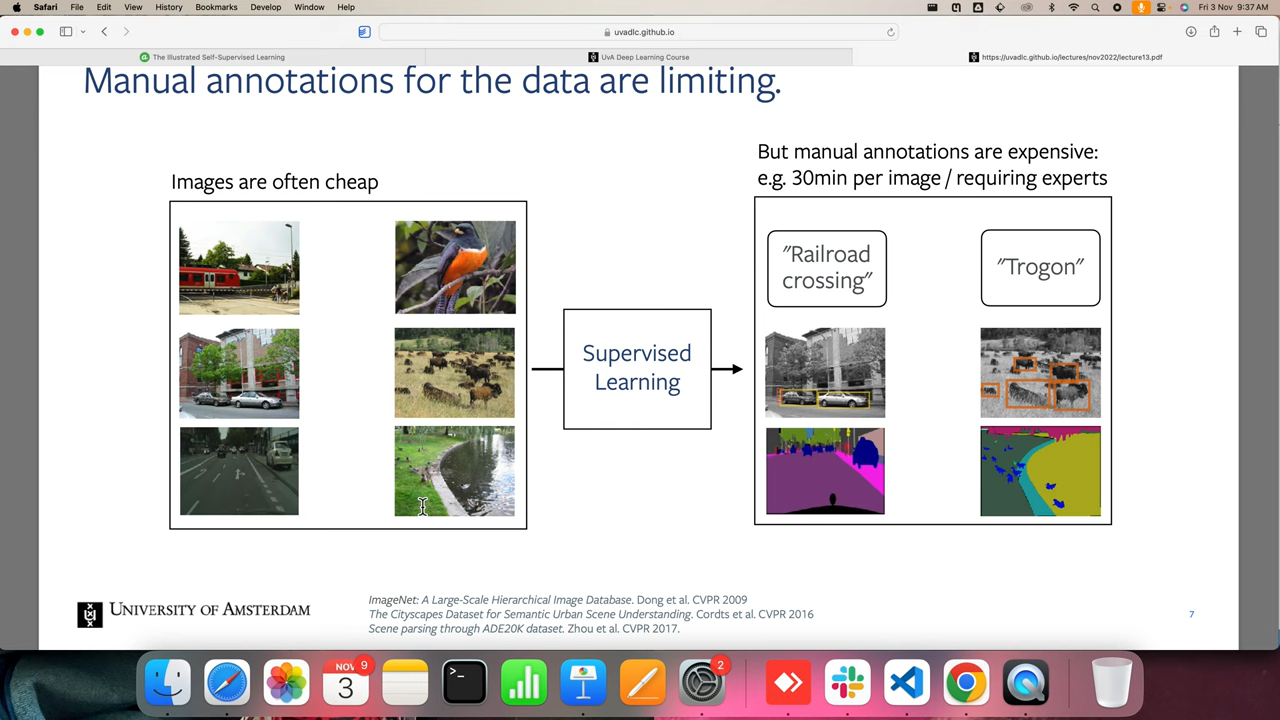 Safari File Edit View History Bookmarks Develop Window Help Fri 3 Nov 9:37 AM
uvadlc.github.io
The Illustrated Self-Supervised Learning UvA Deep Learning Course https://uvadlc.github.io/lectures/nov2022/lecture13.pdf
Manual annotations for the data are limiting.
Images are often cheap
But manual annotations are expensive:
e.g. 30min per image / requiring experts
"Railroad
crossing"
"Trogon"
Supervised
Learning
UNIVERSITY OF AMSTERDAM
ImageNet: A Large-Scale Hierarchical Image Database. Dong et al. CVPR 2009
The Cityscapes Dataset for Semantic Urban Scene Understanding. Cordts et al. CVPR 2016
Scene parsing through ADE20K dataset. Zhou et al. CVPR 2017.
7
NOV 9
3
>_
2